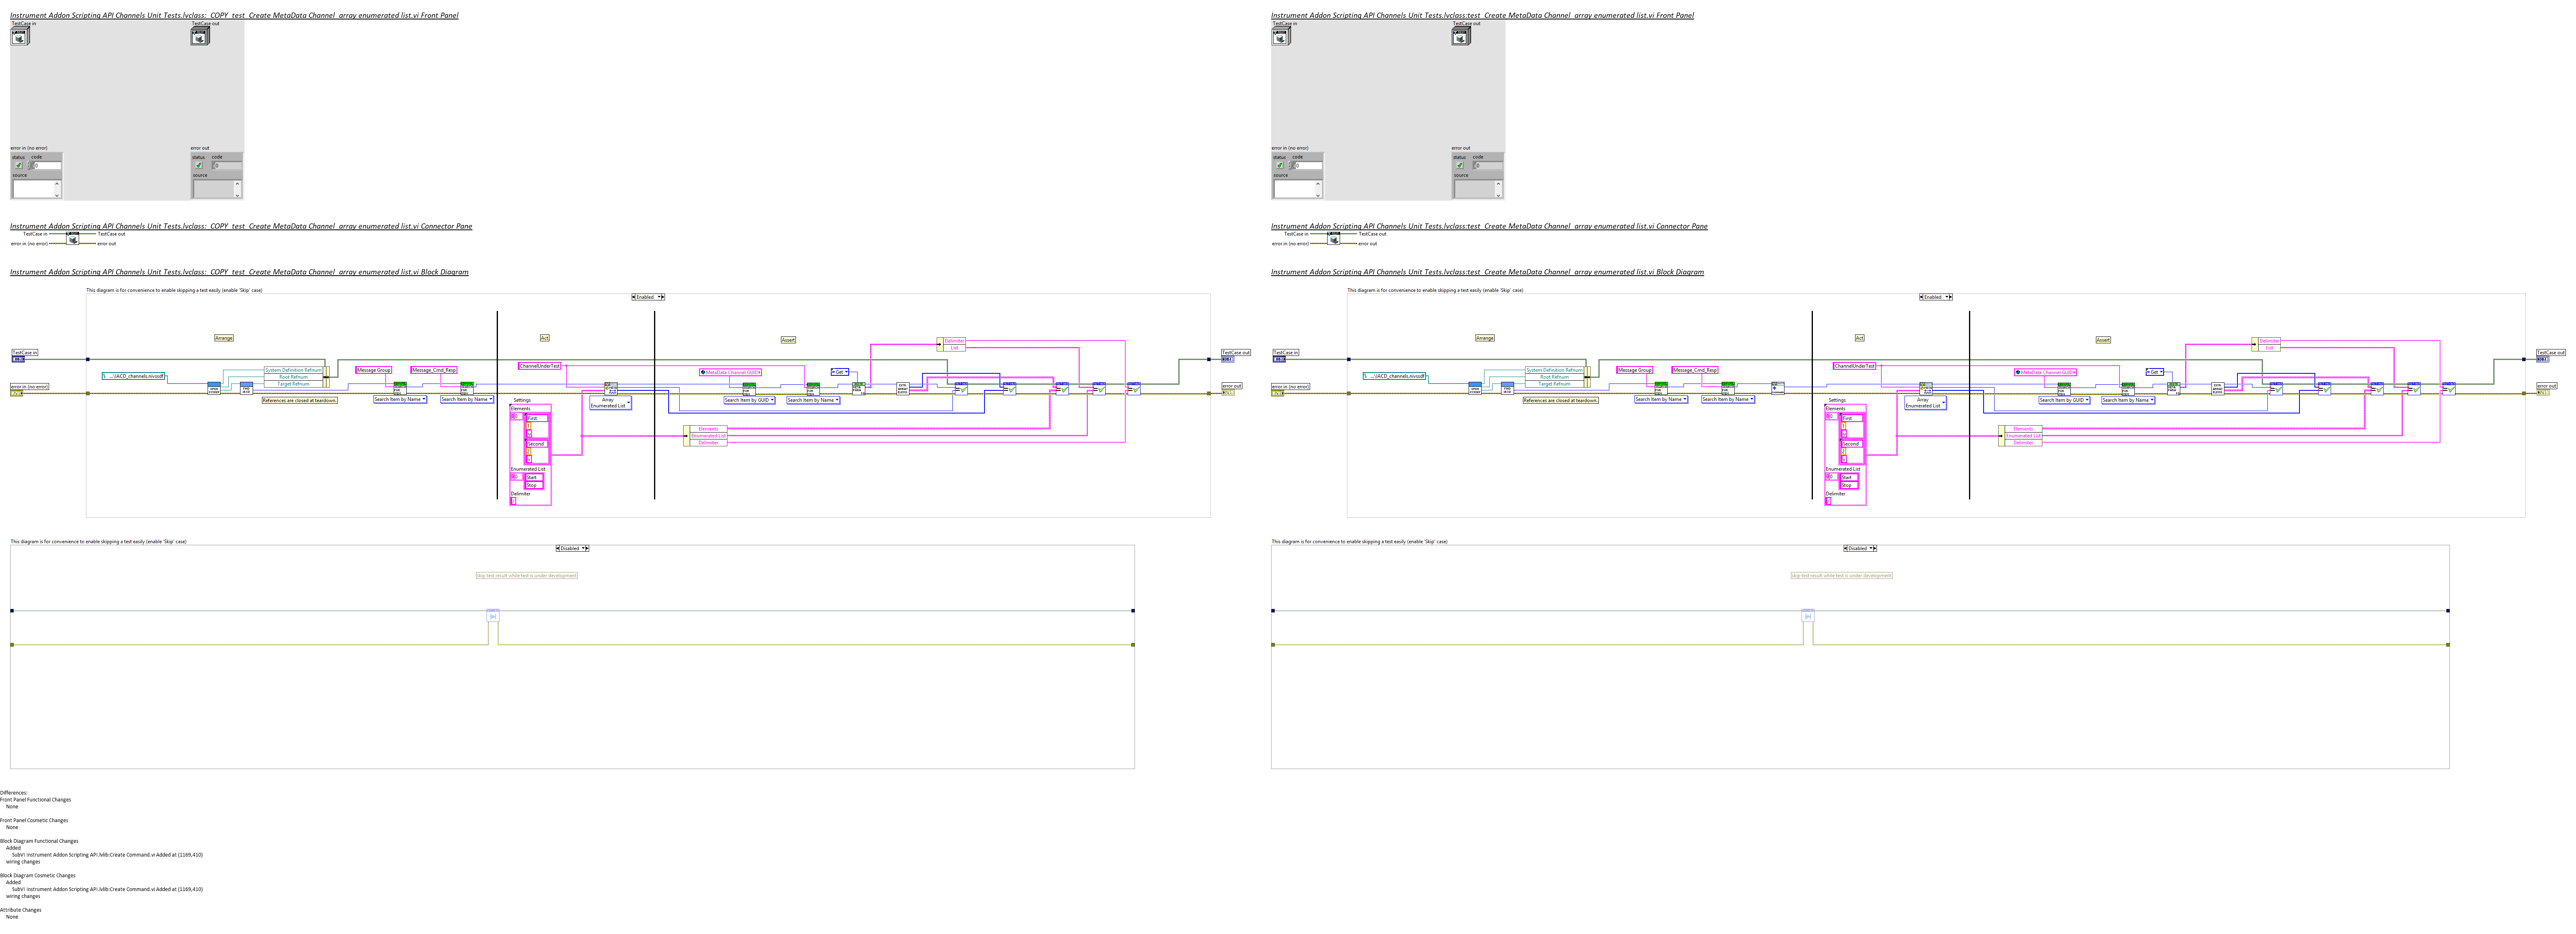 Instrument Addon Scripting API Channels Unit Tests.lvclass:_COPY_test_Create MetaData Channel_array enumerated list.vi Front Panel
TestCase in
TestCase out
error in (no error)
status
code
0
source
error out
status
code
0
source
Instrument Addon Scripting API Channels Unit Tests.lvclass:_COPY_test_Create MetaData Channel_array enumerated list.vi Connector Pane
TestCase in
TestCase out
error in (no error)
error out
Instrument Addon Scripting API Channels Unit Tests.lvclass:_COPY_test_Create MetaData Channel_array enumerated list.vi Block Diagram
This diagram is for convenience to enable skipping a test easily (enable 'Skip' case)
Enabled
Arrange
Act
Assert
TestCase in
error in (no error)
..\IACD_channels.nivssdf
System Definition Refnum
Root Refnum
Target Refnum
References are closed at teardown.
Message Group
Search Item by Name
Message_Cmd_Resp
Search Item by Name
ChannelUnderTest
Settings
Elements
0
First
Second
Enumerated List
0
Start
Stop
Delimiter
Array
Enumerated List
MetaData Channel GUID
Search Item by GUID
Search Item by Name
Get
Delimiter
List
Elements
Enumerated List
Delimiter
TestCase out
error out
This diagram is for convenience to enable skipping a test easily (enable 'Skip' case)
Disabled
skip test result while test is under development
Differences:
Front Panel Functional Changes
None
Front Panel Cosmetic Changes
None
Block Diagram Functional Changes
Added
SubVI Instrument Addon Scripting API.lvlib:Create Command.vi Added at (1169,410)
wiring changes
Block Diagram Cosmetic Changes
Added
SubVI Instrument Addon Scripting API.lvlib:Create Command.vi Added at (1169,410)
wiring changes
Attribute Changes
None
Instrument Addon Scripting API Channels Unit Tests.lvclass:test_Create MetaData Channel_array enumerated list.vi Front Panel
TestCase in
TestCase out
error in (no error)
status
code
0
source
error out
status
code
0
source
Instrument Addon Scripting API Channels Unit Tests.lvclass:test_Create MetaData Channel_array enumerated list.vi Connector Pane
TestCase in
TestCase out
error in (no error)
error out
Instrument Addon Scripting API Channels Unit Tests.lvclass:test_Create MetaData Channel_array enumerated list.vi Block Diagram
This diagram is for convenience to enable skipping a test easily (enable 'Skip' case)
Enabled
Arrange
Act
Assert
TestCase in
error in (no error)
..\IACD_channels.nivssdf
System Definition Refnum
Root Refnum
Target Refnum
References are closed at teardown.
Message Group
Search Item by Name
Message_Cmd_Resp
Search Item by Name
ChannelUnderTest
Settings
Elements
0
First
Second
Enumerated List
0
Start
Stop
Delimiter
Array
Enumerated List
MetaData Channel GUID
Search Item by GUID
Search Item by Name
Get
Delimiter
List
Elements
Enumerated List
Delimiter
TestCase out
error out
This diagram is for convenience to enable skipping a test easily (enable 'Skip' case)
Disabled
skip test result while test is under development